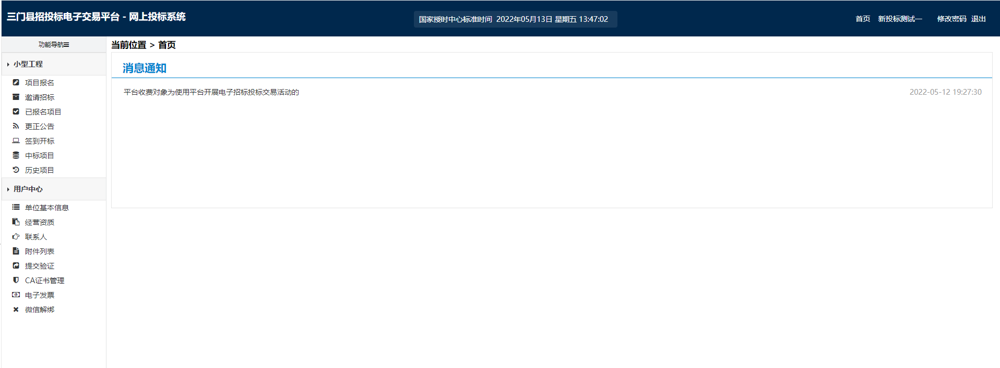 三门县招投标电子交易平台 - 网上投标系统
国家授时中心标准时间 2022年05月13日 星期五 13:47:02
首页 新投标测试一 修改密码 退出
功能导航
当前位置 > 首页
小型工程
项目报名
邀请招标
已报名项目
更正公告
签到开标
中标项目
历史项目
用户中心
单位基本信息
经营资质
联系人
附件列表
提交验证
CA证书管理
电子发票
微信解绑
消息通知
平台收费对象为使用平台开展电子招标投标交易活动的 2022-05-12 19:27:30